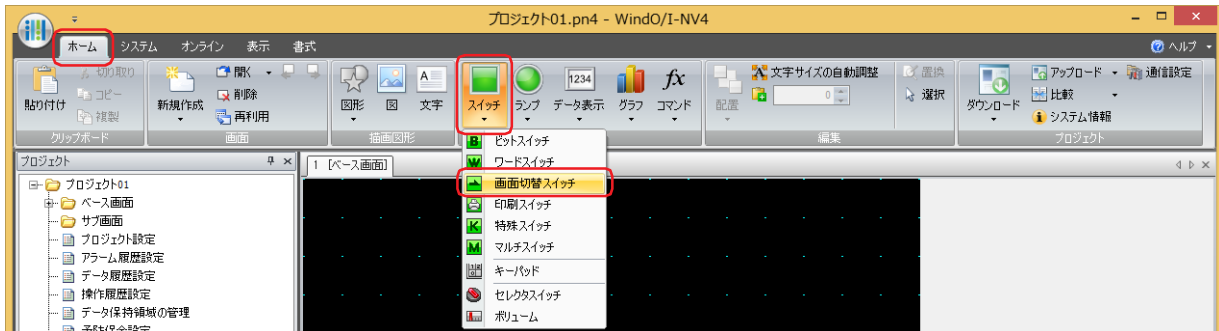 プロジェクト01.pn4 - WindO/I-NV4
ホーム システム オンライン 表示 書式
ヘルプ
貼り付け
切り取り
コピー
複製
クリップボード
新規作成
開く
削除
再利用
画面
図形
図
文字
描画図形
スイッチ
ランプ
1234
データ表示
グラフ
fx
コマンド
配置
文字サイズの自動調整
0
置換
選択
編集
ダウンロード
アップロード
比較
システム情報
通信設定
プロジェクト
プロジェクト
プロジェクト01
ベース画面
サブ画面
プロジェクト設定
アラーム履歴設定
データ履歴設定
操作履歴設定
データ保持領域の管理
予防保全設定
1 [ベース画面]
B ビットスイッチ
W ワードスイッチ
画面切替スイッチ
印刷スイッチ
K 特殊スイッチ
M マルチスイッチ
キーパッド
セレクタスイッチ
ボリューム